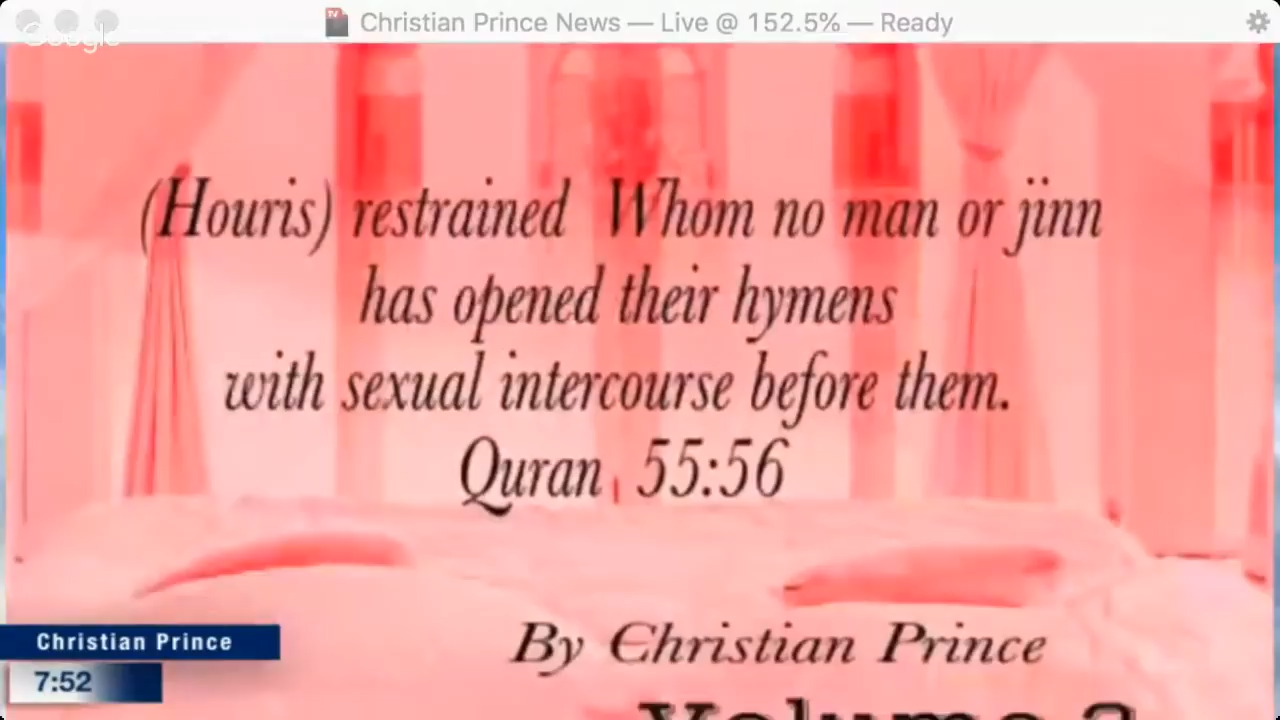 Christian Prince News — Live @ 152.5% — Ready
Google
(Houris) restrained Whom no man or jinn
has opened their hymens
with sexual intercourse before them.
Quran 55:56
By Christian Prince
Christian Prince
7:52